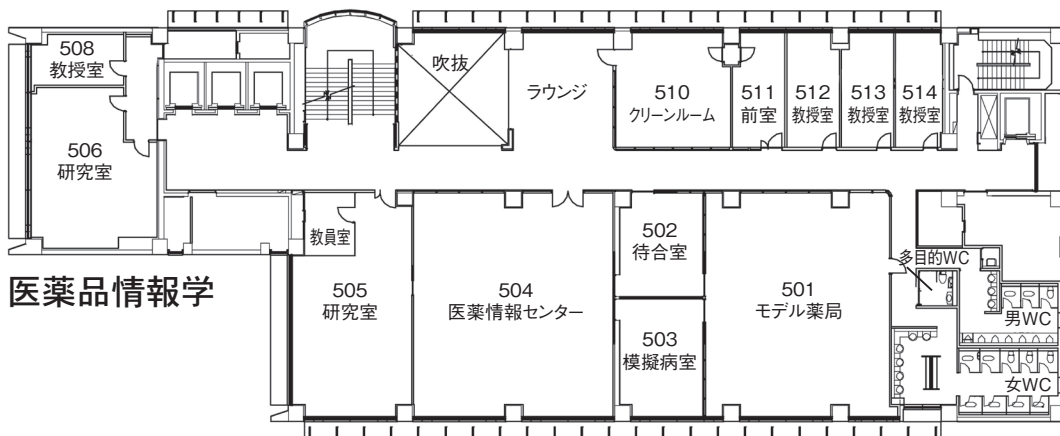 508
教授室
吹抜
ラウンジ
510
クリーンルーム
511
前室
512
教授室
513
教授室
514
教授室
506
研究室
教員室
502
待合室
多目的WC
医薬品情報学
505
研究室
504
医薬情報センター
501
モデル薬局
503
模擬病室
男WC
女WC